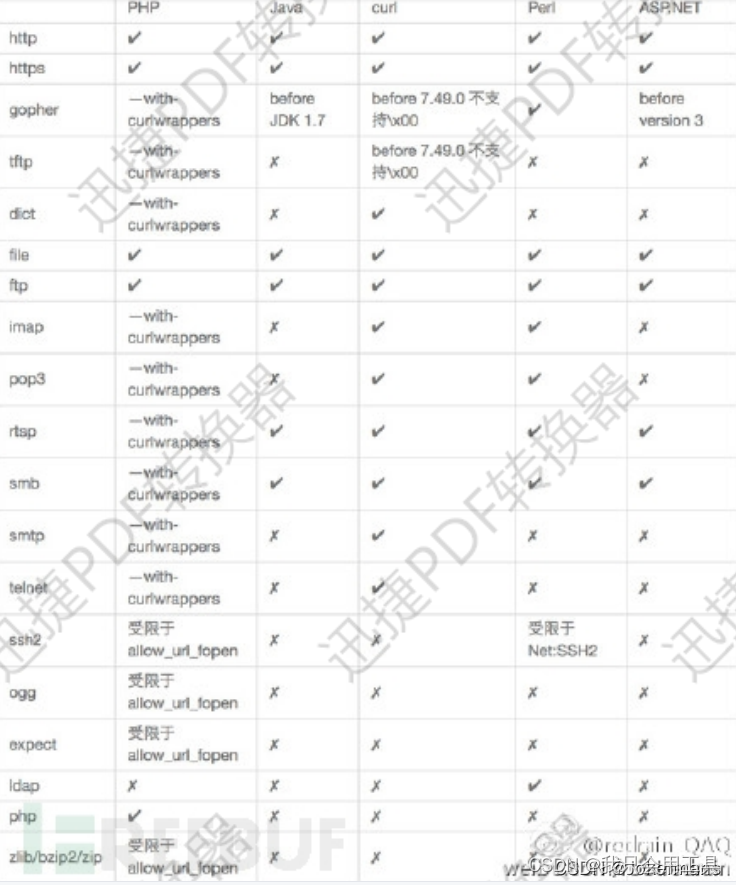 PHP Java curl Perl ASP.NET
http ✔ ✔ ✔ ✔ ✔
https ✔ ✔ ✔ ✔ ✔
gopher —with- before before 7.49.0 不支 ✔ before
curlwrappers JDK 1.7 持\x00 version 3
tftp —with- ✗ before 7.49.0 不支 ✗ ✗
curlwrappers 持\x00
dict —with- ✗ ✔ ✗ ✗
curlwrappers
file ✔ ✔ ✔ ✔ ✔
ftp ✔ ✔ ✔ ✔ ✔
imap —with- ✗ ✔ ✔ ✗
curlwrappers
pop3 —with- ✗ ✔ ✔ ✗
curlwrappers
rtsp —with- ✔ ✔ ✔ ✔
curlwrappers
smb —with- ✔ ✔ ✔ ✔
curlwrappers
smtp —with- ✗ ✔ ✗ ✗
curlwrappers
telnet —with- ✗ ✔ ✗ ✗
curlwrappers
ssh2 受限于 ✗ ✗ 受限于 ✗
allow_url_fopen Net:SSH2
ogg 受限于 ✗ ✗ ✗ ✗
allow_url_fopen
expect 受限于 ✗ ✗ ✗ ✗
allow_url_fopen
ldap ✗ ✗ ✗ ✔ ✗
php ✔ ✗ ✗ ✗ ✗
zlib/bzip2/zip 受限于 ✗ ✗ ✗ ✗
allow_url_fopen
迅捷PDF转换器
迅捷PDF转换器
迅捷PDF转换器
迅捷PDF转换器
FREEBUF
@redrain_QAQ
CSDN